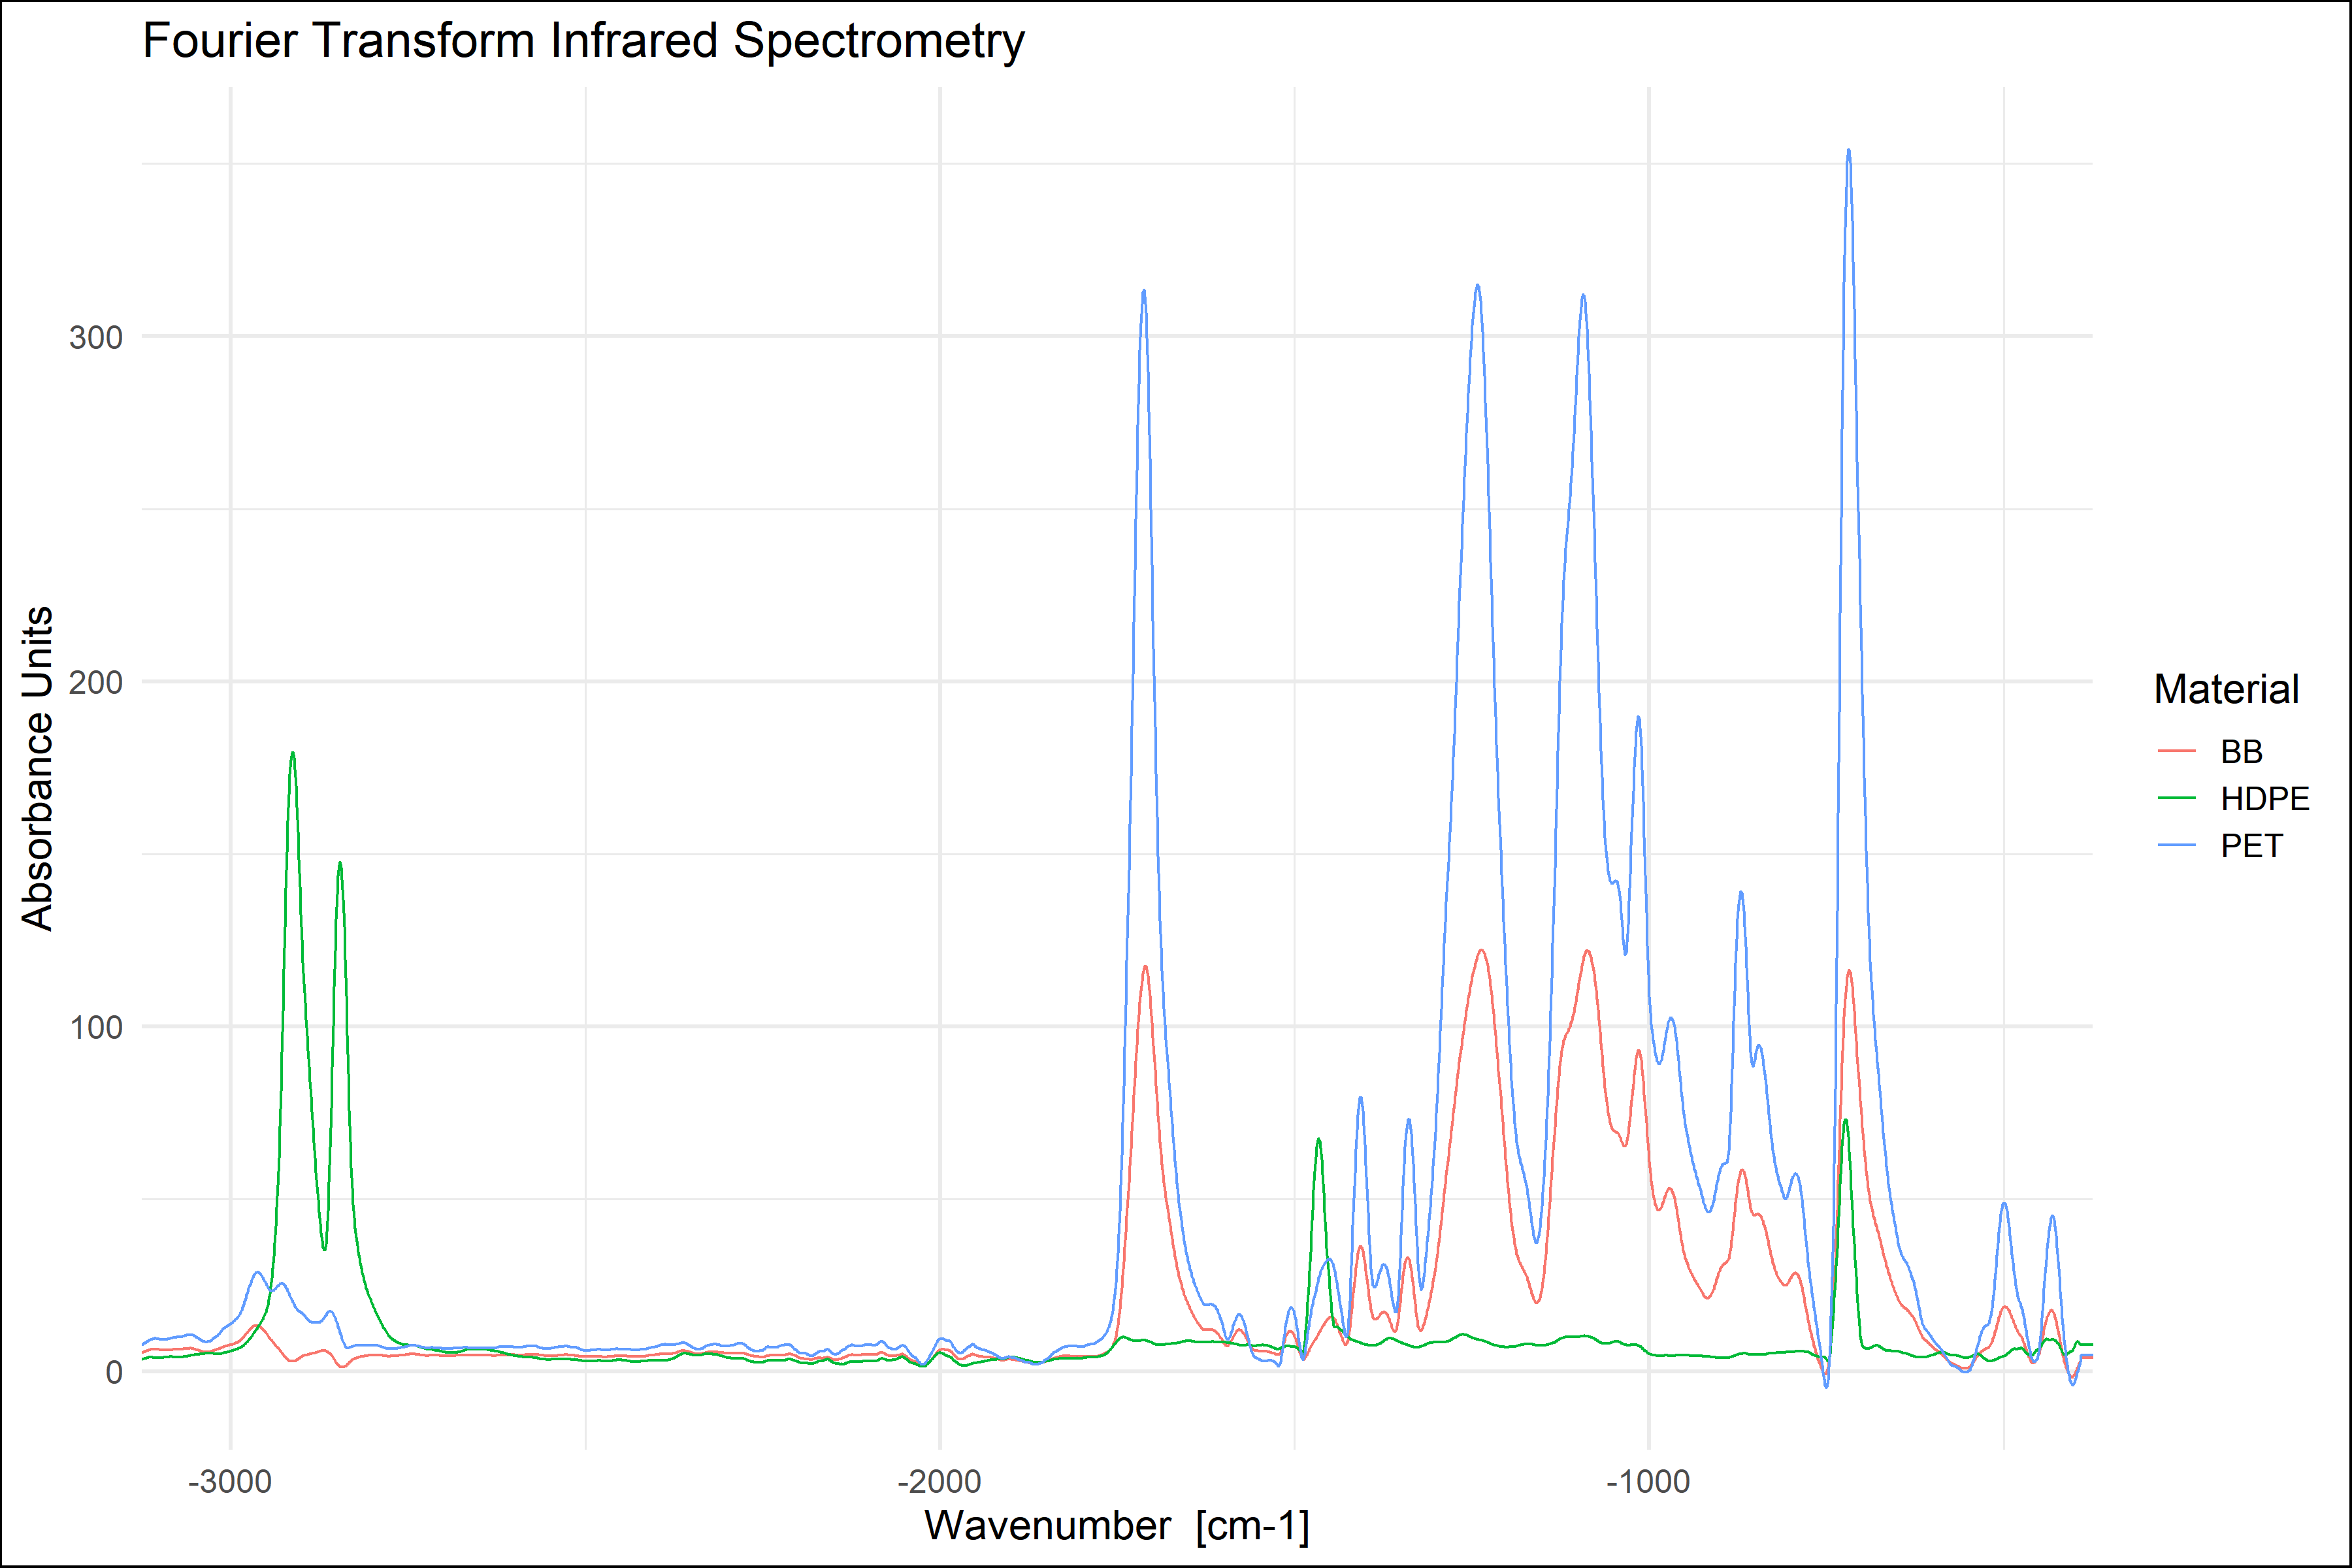 Fourier Transform Infrared Spectrometry
Absorbance Units
300
200
100
0
-3000
-2000
-1000
Wavenumber  [cm-1]
Material
BB
HDPE
PET